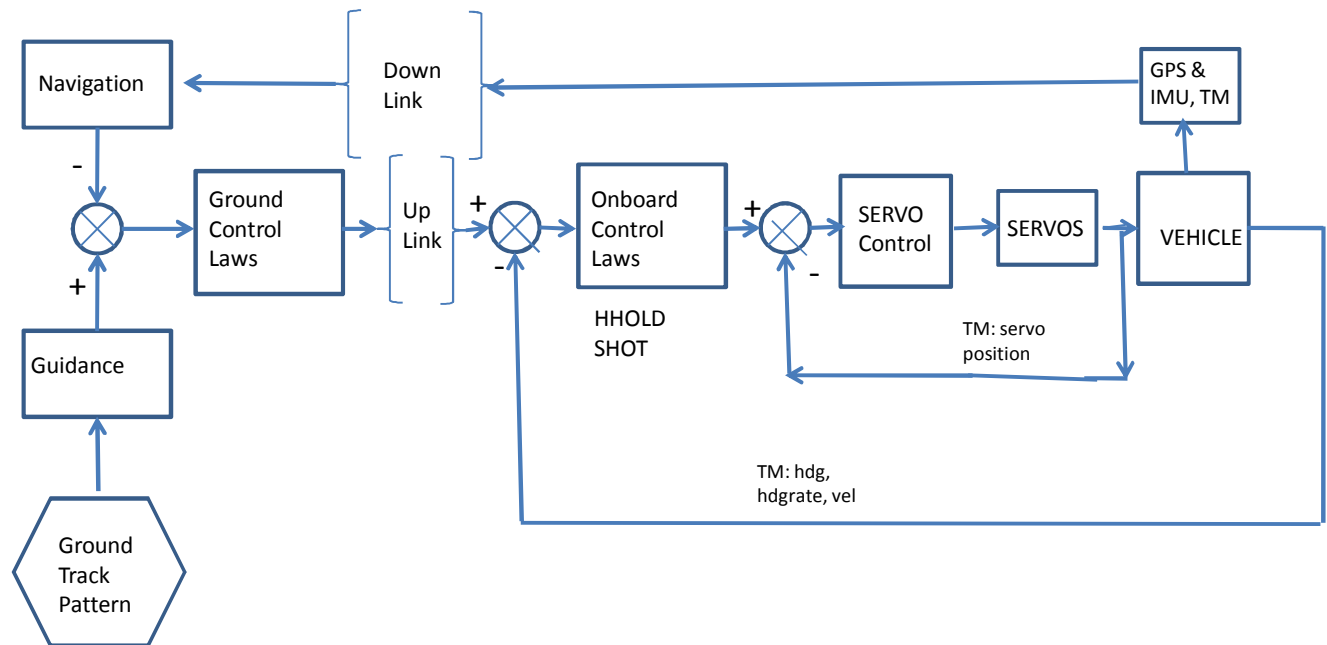 Navigation
Down
Link
GPS &
IMU, TM
-
Ground
Control
Laws
Up
Link
+
-
Onboard
Control
Laws
HHOLD
SHOT
+
-
SERVO
Control
SERVOS
VEHICLE
+
Guidance
TM: servo
position
TM: hdg,
hdgrate, vel
Ground
Track
Pattern